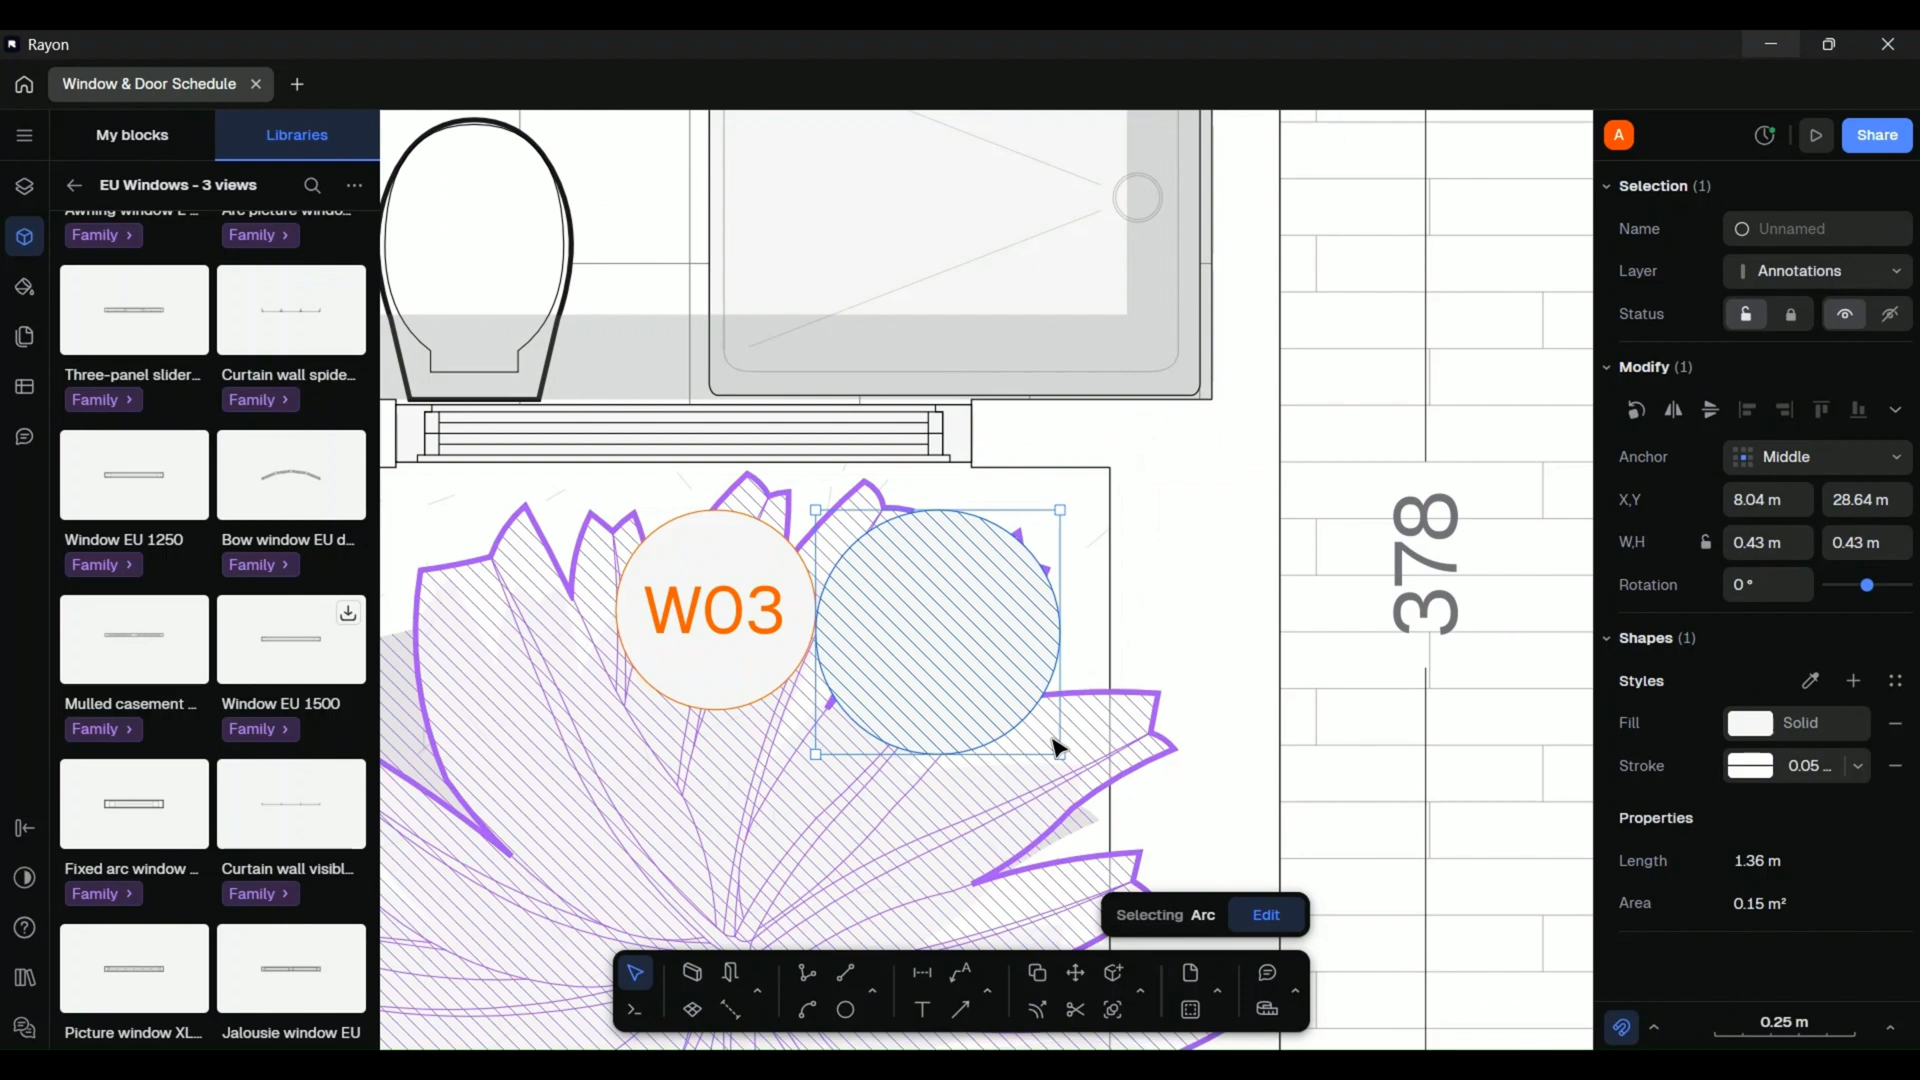 Rayon
Window & Door Schedule
My blocks
Libraries
EU Windows - 3 views
Awning window E ...
Arc picture windo...
Family
Family
Three-panel slider...
Curtain wall spide...
Family
Family
Window EU 1250
Bow window EU d...
Family
Family
Mulled casement ...
Window EU 1500
Family
Family
Fixed arc window ...
Curtain wall visibl...
Family
Family
Picture window XL...
Jalousie window EU
W03
378
Selecting Arc
Edit
A
Share
Selection (1)
Name
Unnamed
Layer
Annotations
Status
Modify (1)
Anchor
Middle
X,Y
8.04 m
28.64 m
W,H
0.43 m
0.43 m
Rotation
0 °
Shapes (1)
Styles
Fill
Solid
Stroke
0.05 ...
Properties
Length
1.36 m
Area
0.15 m²
0.25 m